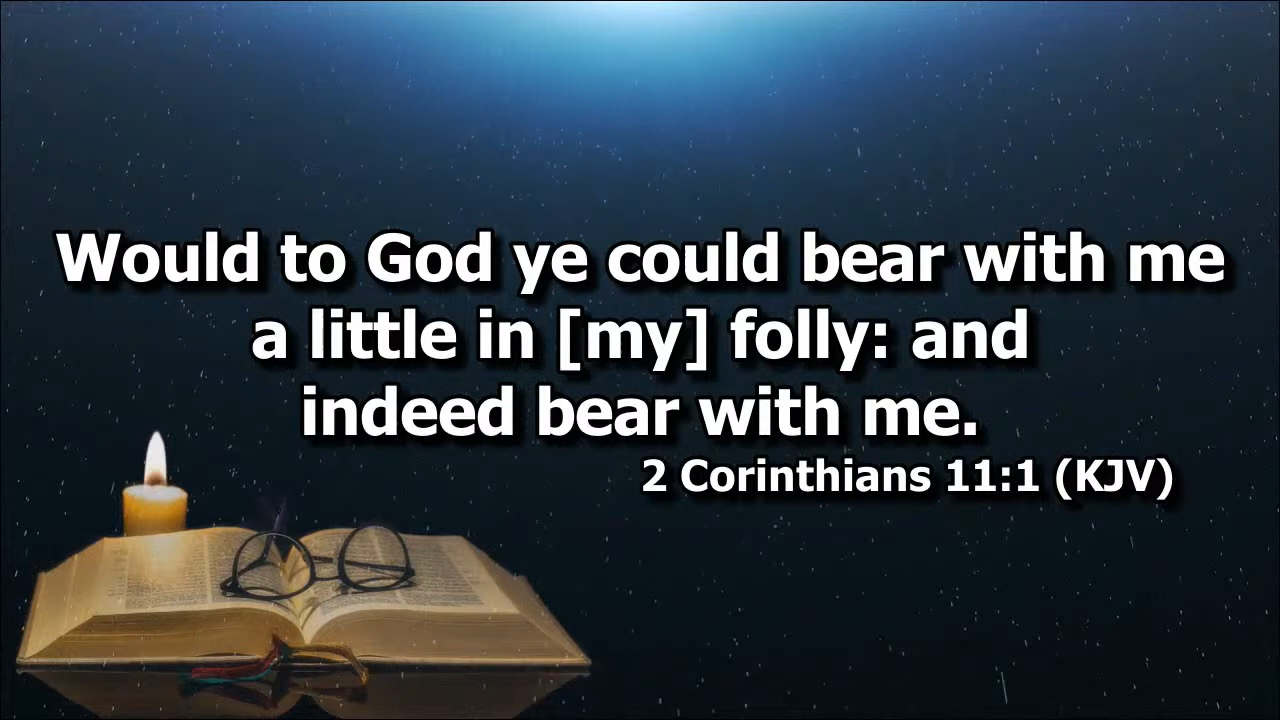 Would to God ye could bear with me
a little in [my] folly: and
indeed bear with me.
2 Corinthians 11:1 (KJV)